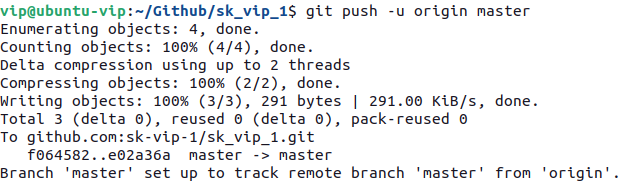 vip@ubuntu-vip:~/Github/sk_vip_1$ git push -u origin master
Enumerating objects: 4, done.
Counting objects: 100% (4/4), done.
Delta compression using up to 2 threads
Compressing objects: 100% (2/2), done.
Writing objects: 100% (3/3), 291 bytes | 291.00 KiB/s, done.
Total 3 (delta 0), reused 0 (delta 0), pack-reused 0
To github.com:sk-vip-1/sk_vip_1.git
   f064582..e02a36a  master -> master
Branch 'master' set up to track remote branch 'master' from 'origin'.